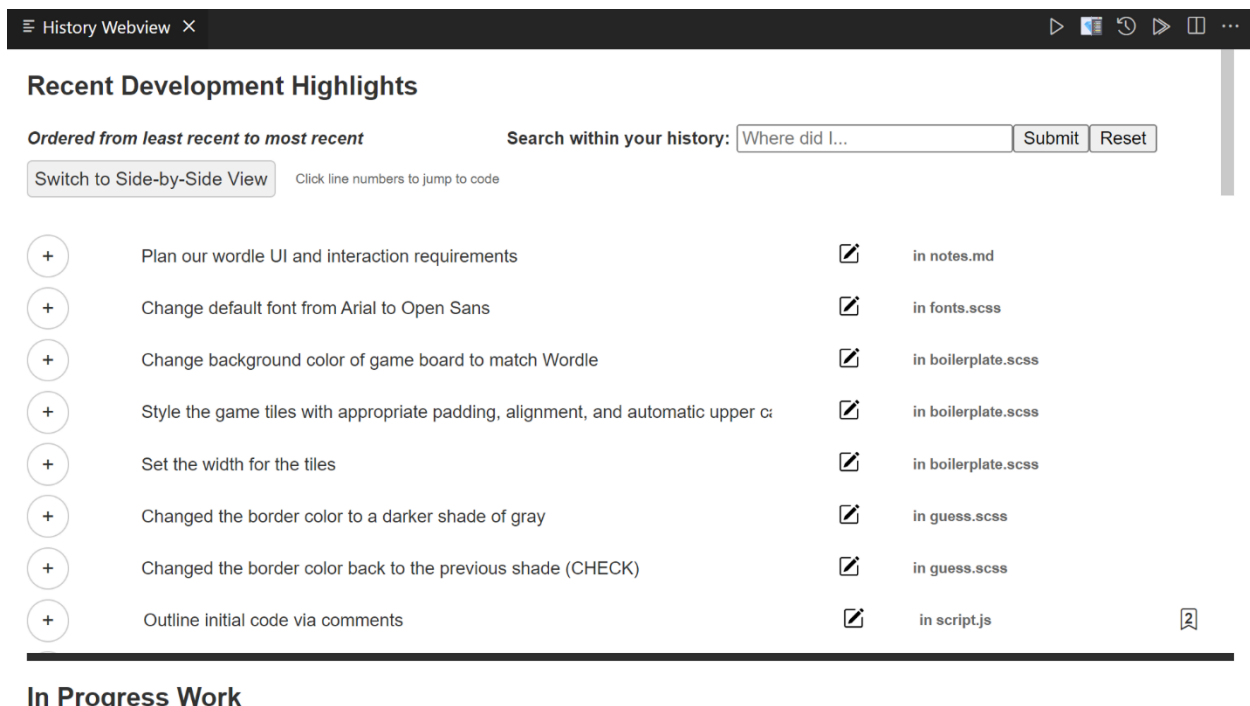 History Webview
Recent Development Highlights
Ordered from least recent to most recent Search within your history: Where did I... Submit Reset
Switch to Side-by-Side View Click line numbers to jump to code
+ Plan our wordle UI and interaction requirements in notes.md
+ Change default font from Arial to Open Sans in fonts.scss
+ Change background color of game board to match Wordle in boilerplate.scss
+ Style the game tiles with appropriate padding, alignment, and automatic upper in boilerplate.scss
+ Set the width for the tiles in boilerplate.scss
+ Changed the border color to a darker shade of gray in guess.scss
+ Changed the border color back to the previous shade (CHECK) in guess.scss
+ Outline initial code via comments in script.js 2
In Progress Work